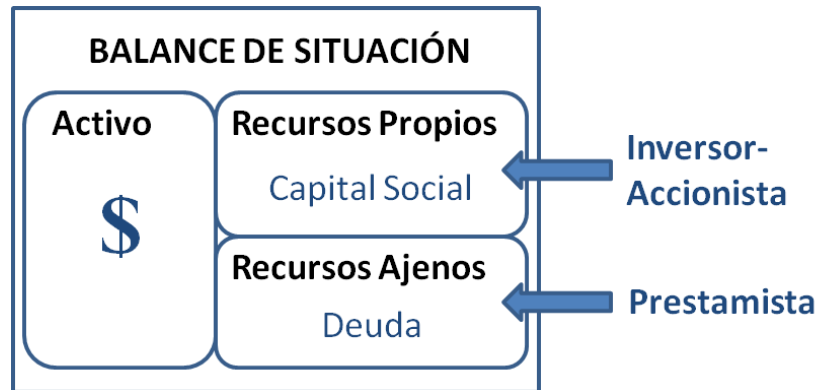 BALANCE DE SITUACIÓN
Activo
$
Recursos Propios
Capital Social
Recursos Ajenos
Deuda
Inversor-
Accionista
Prestamista